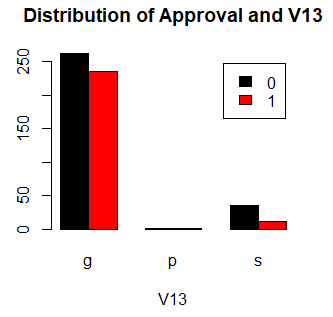 Distribution of Approval and V13
0
1
250
150
50
0
g p s
V13